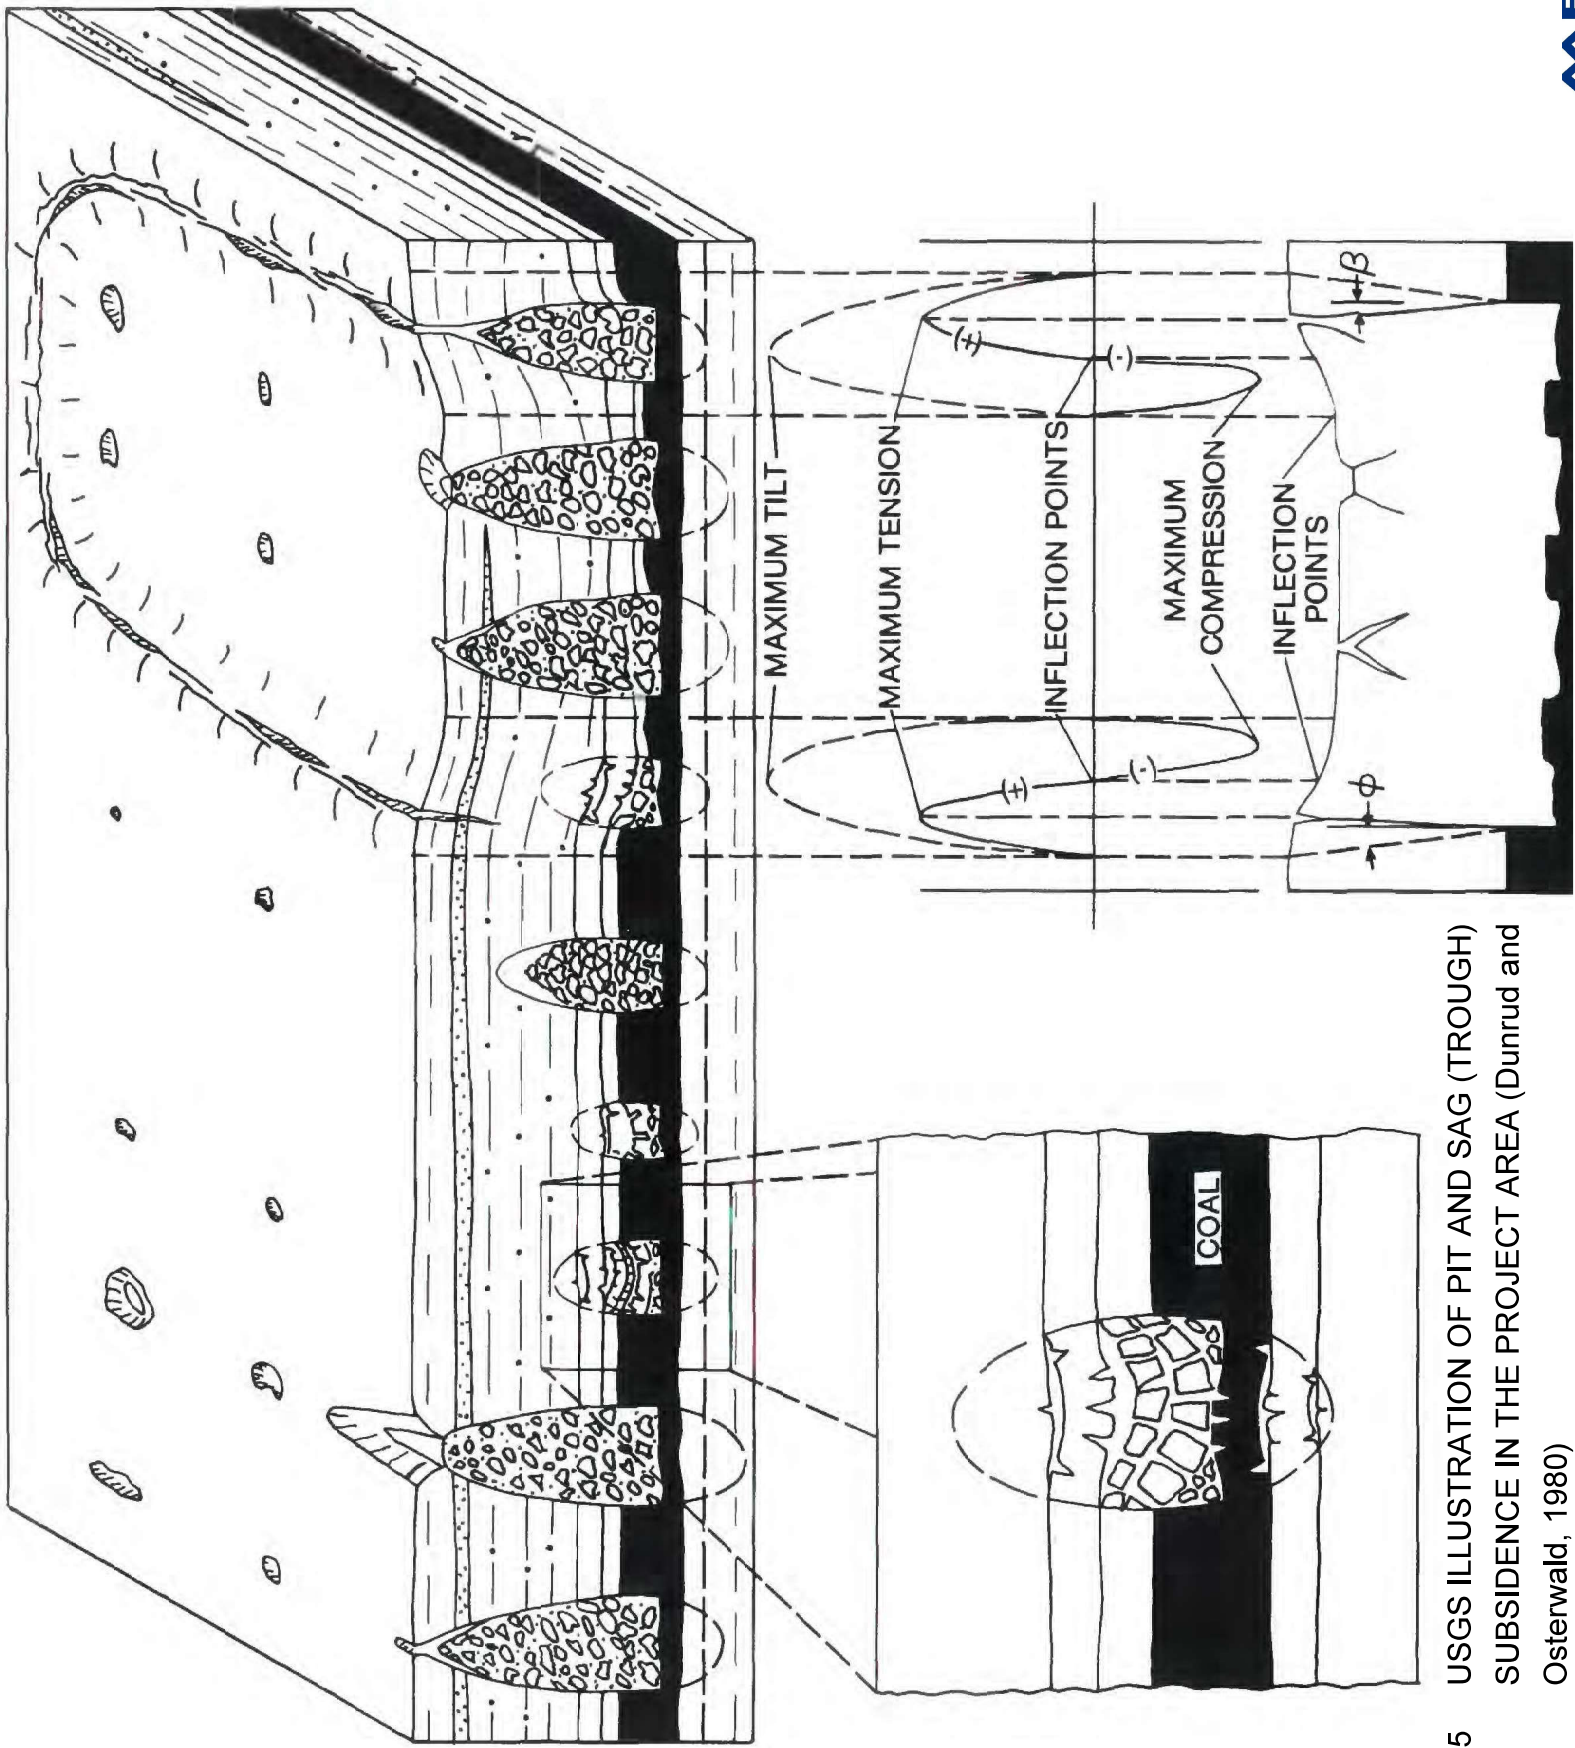 MAXIMUM TILT
MAXIMUM TENSION
(+)
(+)
INFLECTION POINTS
(-)
(-)
MAXIMUM
COMPRESSION
INFLECTION
POINTS
φ
β
COAL
5 USGS ILLUSTRATION OF PIT AND SAG (TROUGH)
SUBSIDENCE IN THE PROJECT AREA (Dunrud and
Osterwald, 1980)